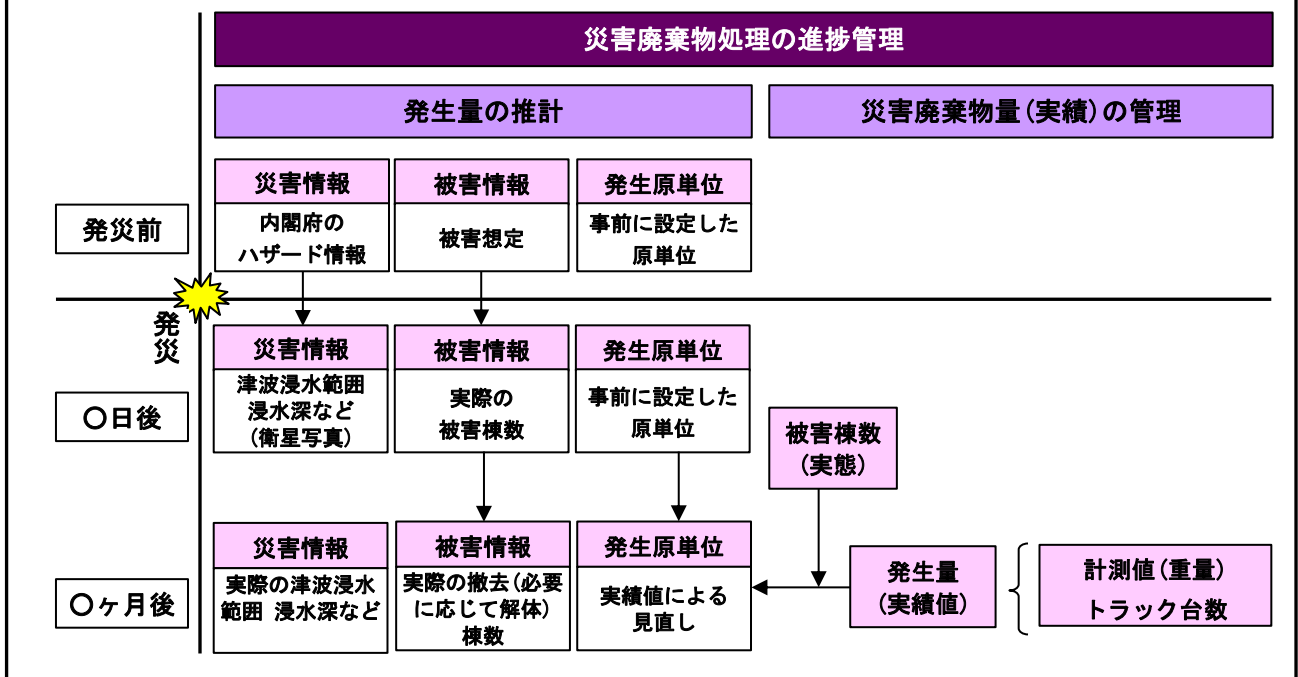 災害廃棄物処理の進捗管理
発生量の推計
災害廃棄物量(実績)の管理
発災前
災害情報
内閣府の
ハザード情報
被害情報
被害想定
発生原単位
事前に設定した
原単位
発災
〇日後
災害情報
津波浸水範囲
浸水深など
(衛星写真)
被害情報
実際の
被害棟数
発生原単位
事前に設定した
原単位
被害棟数
(実態)
〇ヶ月後
災害情報
実際の津波浸水
範囲 浸水深など
被害情報
実際の撤去(必要
に応じて解体)
棟数
発生原単位
実績値による
見直し
発生量
(実績値)
計測値(重量)
トラック台数